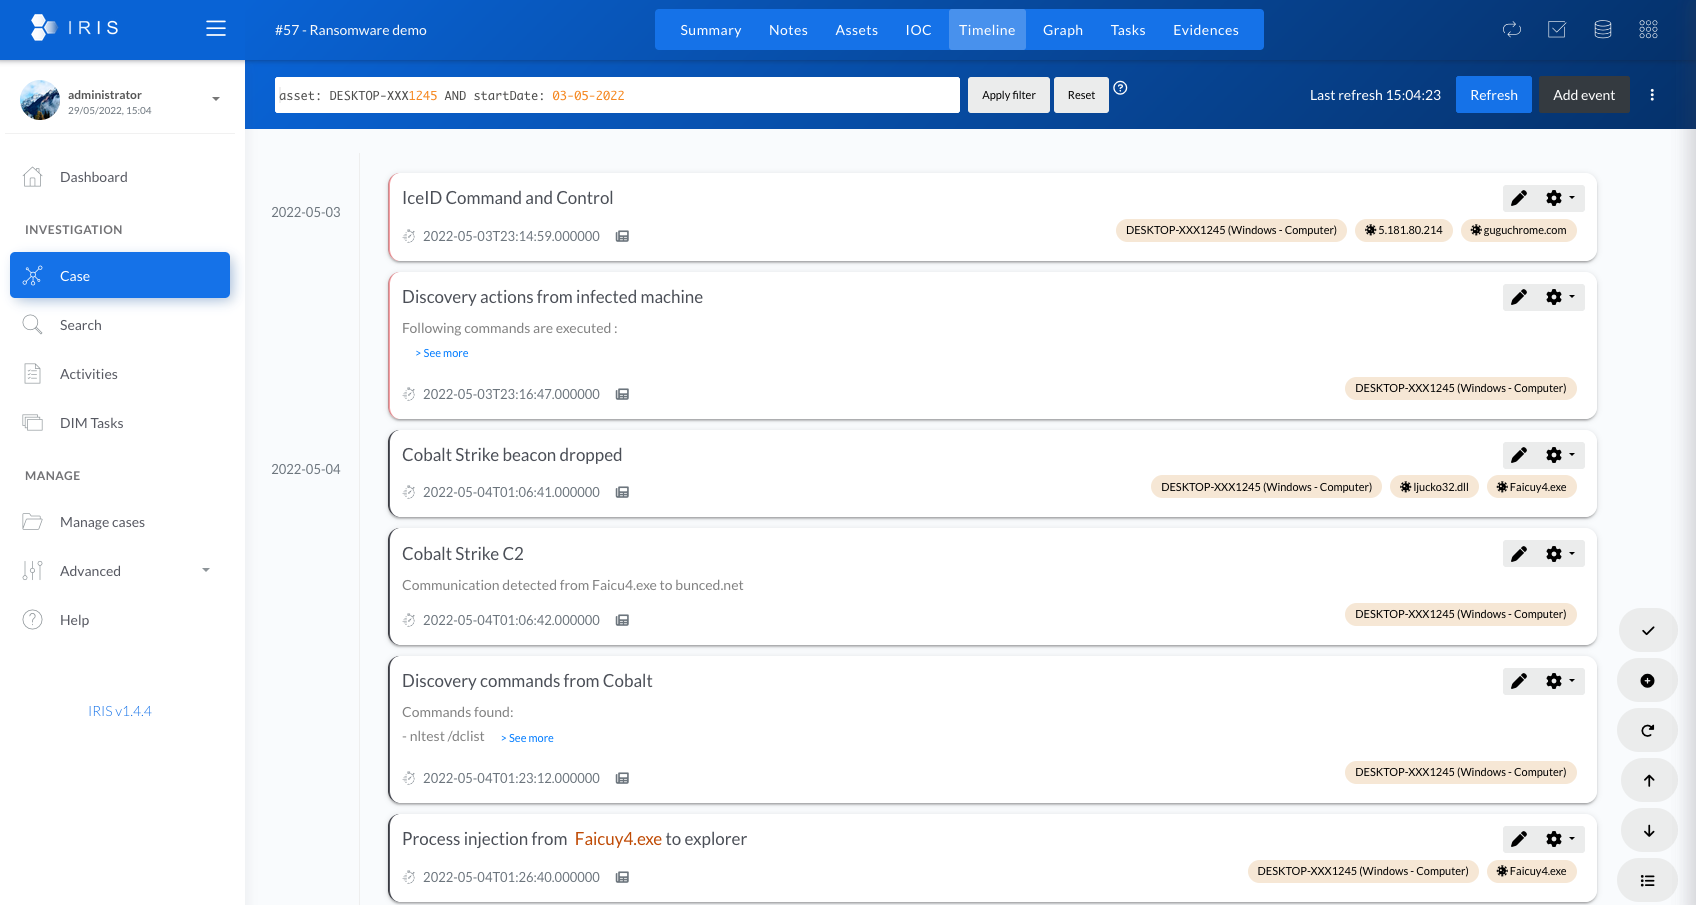 IRIS
#57 - Ransomware demo
Summary Notes Assets IOC Timeline Graph Tasks Evidences
administrator
29/05/2022, 15:04
asset: DESKTOP-XXX1245 AND startDate: 03-05-2022
Apply filter Reset
Last refresh 15:04:23 Refresh Add event
Dashboard
INVESTIGATION
Case
Search
Activities
DIM Tasks
MANAGE
Manage cases
Advanced
Help
IRIS v1.4.4
2022-05-03
IceID Command and Control
2022-05-03T23:14:59.000000
DESKTOP-XXX1245 (Windows - Computer) 5.181.80.214 guguchrome.com
Discovery actions from infected machine
Following commands are executed :
> See more
2022-05-03T23:16:47.000000
DESKTOP-XXX1245 (Windows - Computer)
2022-05-04
Cobalt Strike beacon dropped
2022-05-04T01:06:41.000000
DESKTOP-XXX1245 (Windows - Computer) ljucko32.dll Faicuy4.exe
Cobalt Strike C2
Communication detected from Faicu4.exe to bunced.net
2022-05-04T01:06:42.000000
DESKTOP-XXX1245 (Windows - Computer)
Discovery commands from Cobalt
Commands found:
- nltest /dclist > See more
2022-05-04T01:23:12.000000
DESKTOP-XXX1245 (Windows - Computer)
Process injection from Faicuy4.exe to explorer
2022-05-04T01:26:40.000000
DESKTOP-XXX1245 (Windows - Computer) Faicuy4.exe